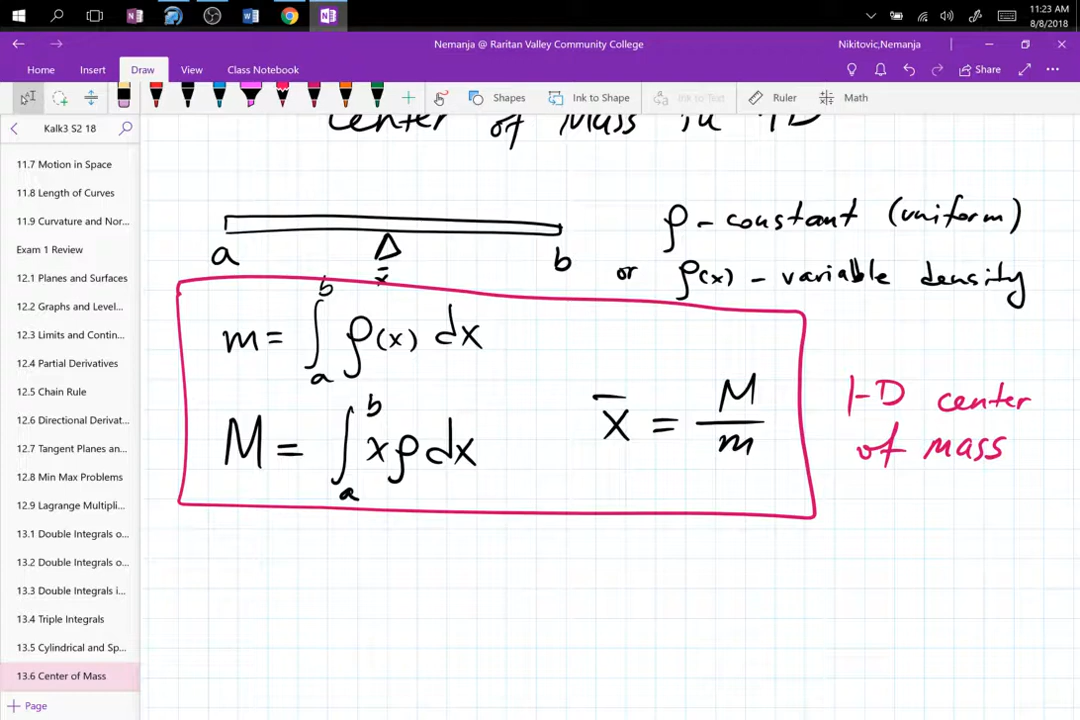 11:23 AM
8/8/2018
Nemanja @ Raritan Valley Community College
Nikitovic,Nemanja
Home Insert Draw View Class Notebook
Share
Shapes Ink to Shape Ink to Text Ruler Math
Kalk3 S2 18
11.7 Motion in Space
11.8 Length of Curves
11.9 Curvature and Nor...
Exam 1 Review
12.1 Planes and Surfaces
12.2 Graphs and Level...
12.3 Limits and Contin...
12.4 Partial Derivatives
12.5 Chain Rule
12.6 Directional Derivat...
12.7 Tangent Planes an...
12.8 Min Max Problems
12.9 Lagrange Multipli...
13.1 Double Integrals o...
13.2 Double Integrals o...
13.3 Double Integrals i...
13.4 Triple Integrals
13.5 Cylindrical and Sp...
13.6 Center of Mass
+ Page
Center of Mass in 1D
a x̄ b
ρ - constant (uniform)
or ρ(x) - variable density
m = ∫_a^b ρ(x) dx
M = ∫_a^b xρdx
x̄ = M/m
1-D center
of mass